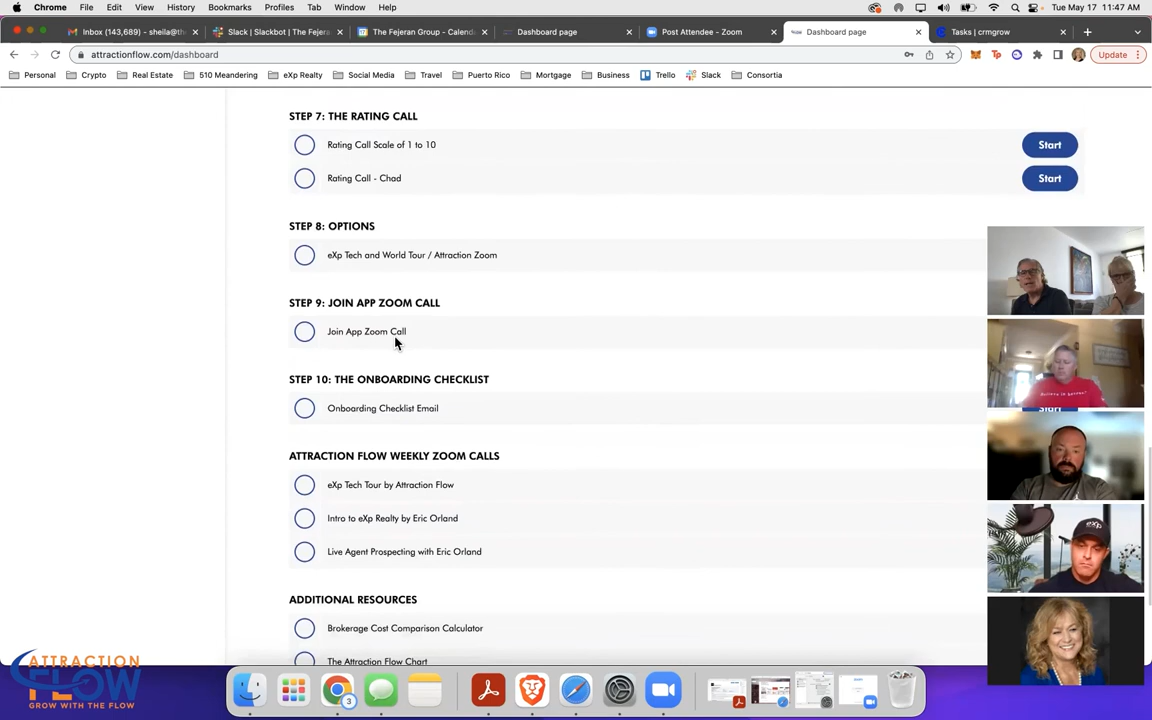 Chrome File Edit View History Bookmarks Profiles Tab Window Help Tue May 17 11:47 AM
Inbox (143,689) - sheila@th Slack | Slackbot | The Fejera The Fejeran Group - Calend Dashboard page Post Attendee - Zoom Dashboard page Tasks | crmgrow
attractionflow.com/dashboard Update
Personal Crypto Real Estate 510 Meandering eXp Realty Social Media Travel Puerto Rico Mortgage Business Trello Slack Consortia
STEP 7: THE RATING CALL
Rating Call Scale of 1 to 10 Start
Rating Call - Chad Start
STEP 8: OPTIONS
eXp Tech and World Tour / Attraction Zoom
STEP 9: JOIN APP ZOOM CALL
Join App Zoom Call
STEP 10: THE ONBOARDING CHECKLIST
Onboarding Checklist Email Start
ATTRACTION FLOW WEEKLY ZOOM CALLS
eXp Tech Tour by Attraction Flow
Intro to eXp Realty by Eric Orland
Live Agent Prospecting with Eric Orland
ADDITIONAL RESOURCES
Brokerage Cost Comparison Calculator
The Attraction Flow Chart
ATTRACTION
FLOW
GROW WITH THE FLOW
3
exp